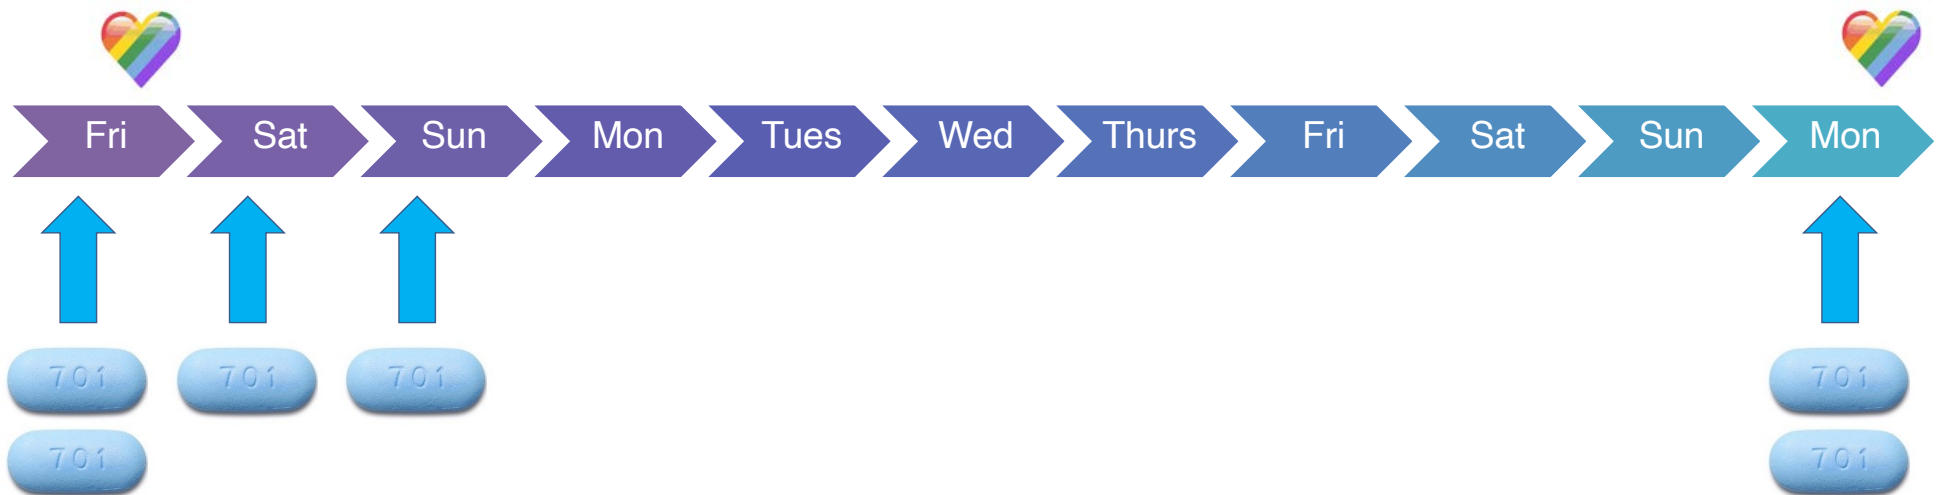 Fri Sat Sun Mon Tues Wed Thurs Fri Sat Sun Mon
701 701 701 701
701 701